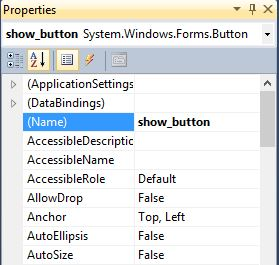 Properties
show_button System.Windows.Forms.Button
(ApplicationSettings
(DataBindings)
(Name) show_button
AccessibleDescription
AccessibleName
AccessibleRole Default
AllowDrop False
Anchor Top, Left
AutoEllipsis False
AutoSize False